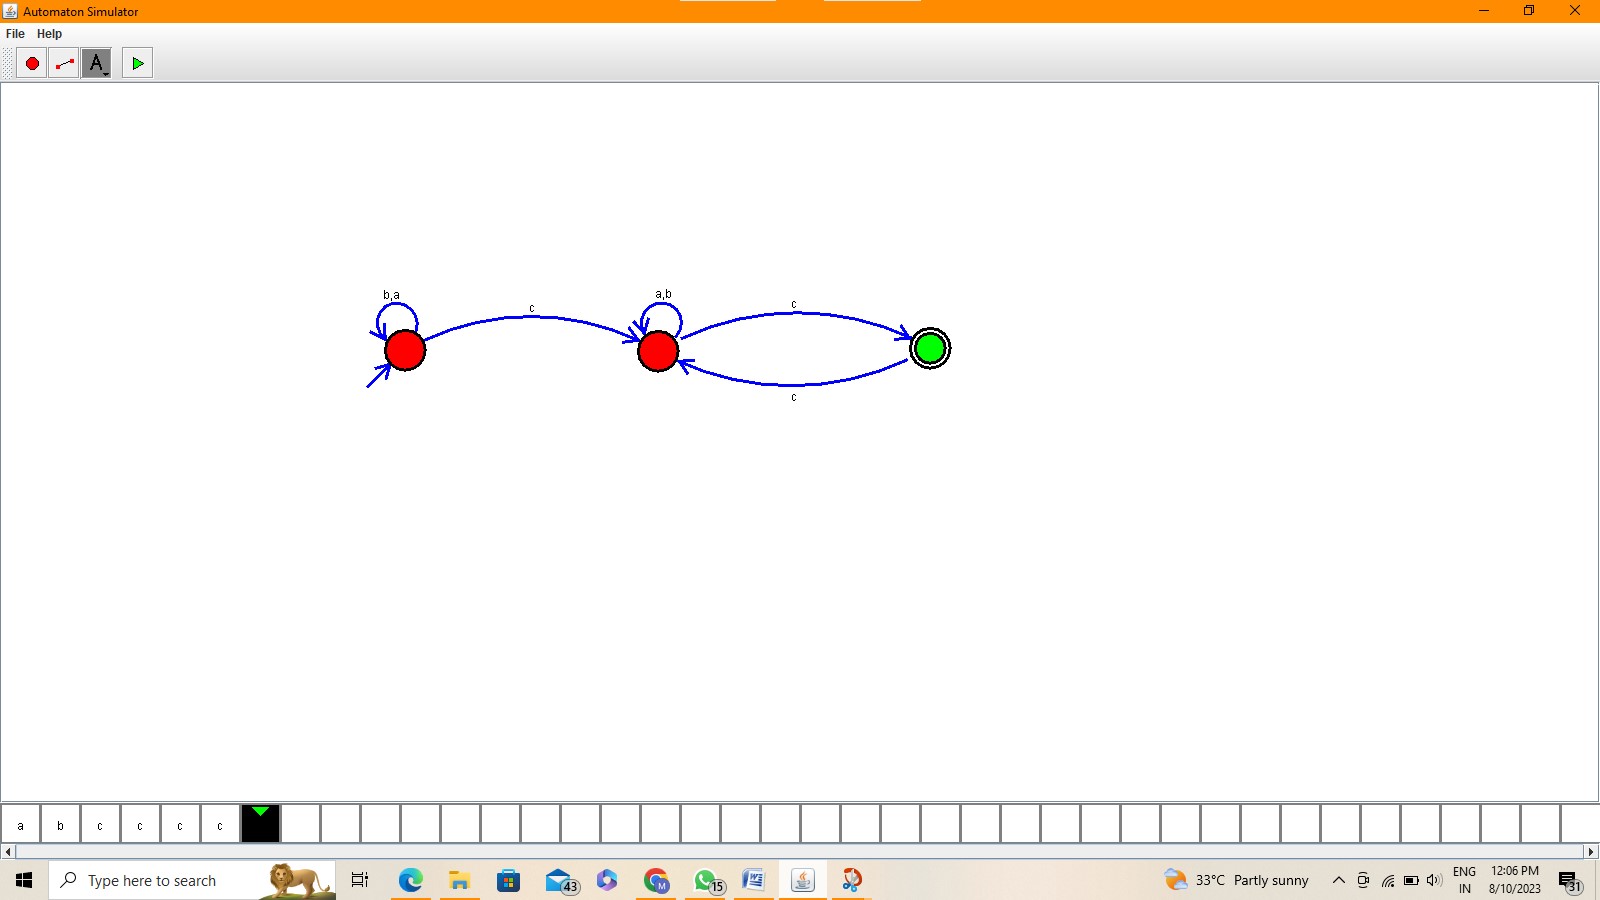 Automaton Simulator
File Help
A
b,a
c
a,b
c
c
a b c c c c
Type here to search
43
M
15
W
33°C Partly sunny
ENG
IN
12:06 PM
8/10/2023
31